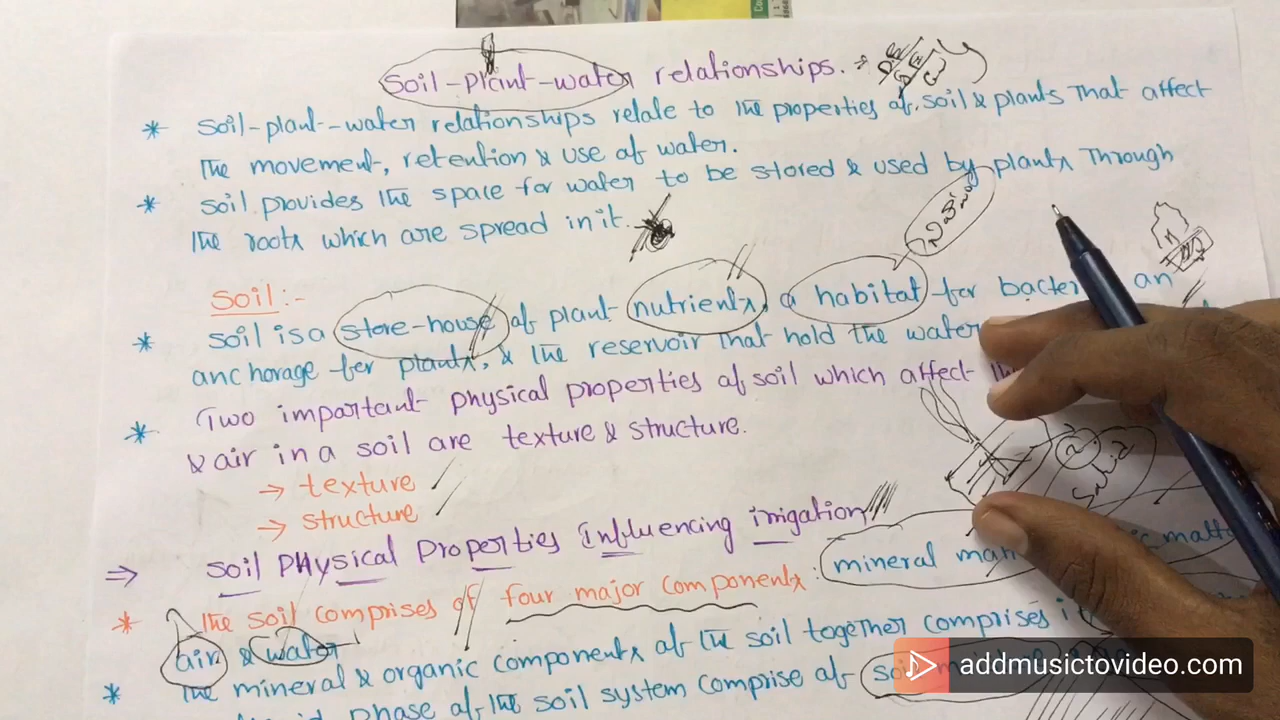 Soil-plant-water relationships.
* Soil-plant-water relationships relate to the properties of soil & plants that affect
the movement, retention & use of water.
* Soil provides the space for water to be stored & used by plants through
the roots which are spread in it.
Soil:-
* Soil is a store-house of plant nutrients, a habitat for bacter an
anchorage for plants, & the reservoir that hold the water
* Two important physical properties of soil which affect the
& air in a soil are texture & structure.
→ texture
→ structure
⇒ Soil Physical Properties Influencing irrigation
* The soil comprises of four major components: mineral matt
air & water
* The mineral & organic components of the soil together comprises
phase of the soil system comprise of soil moisture
addmusictovideo.com